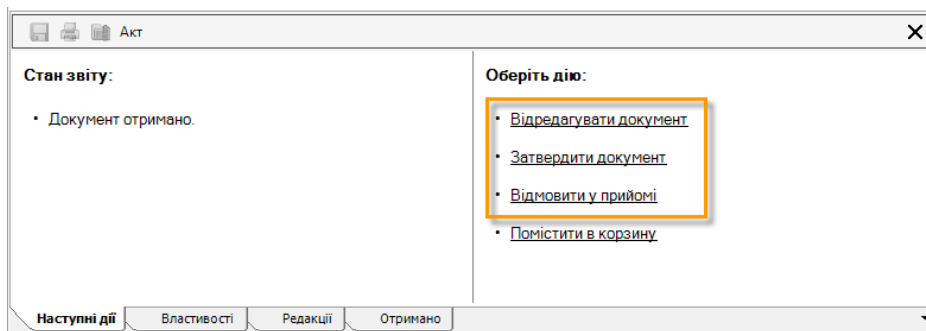 Акт
Стан звіту:
• Документ отримано.
Оберіть дію:
• Відредагувати документ
• Затвердити документ
• Відмовити у прийомі
• Помістити в корзину
Наступні дії Властивості Редакції Отримано